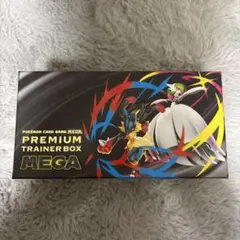 POKÉMON CARD GAME MEGA
PREMIUM
TRAINER BOX
MEGA